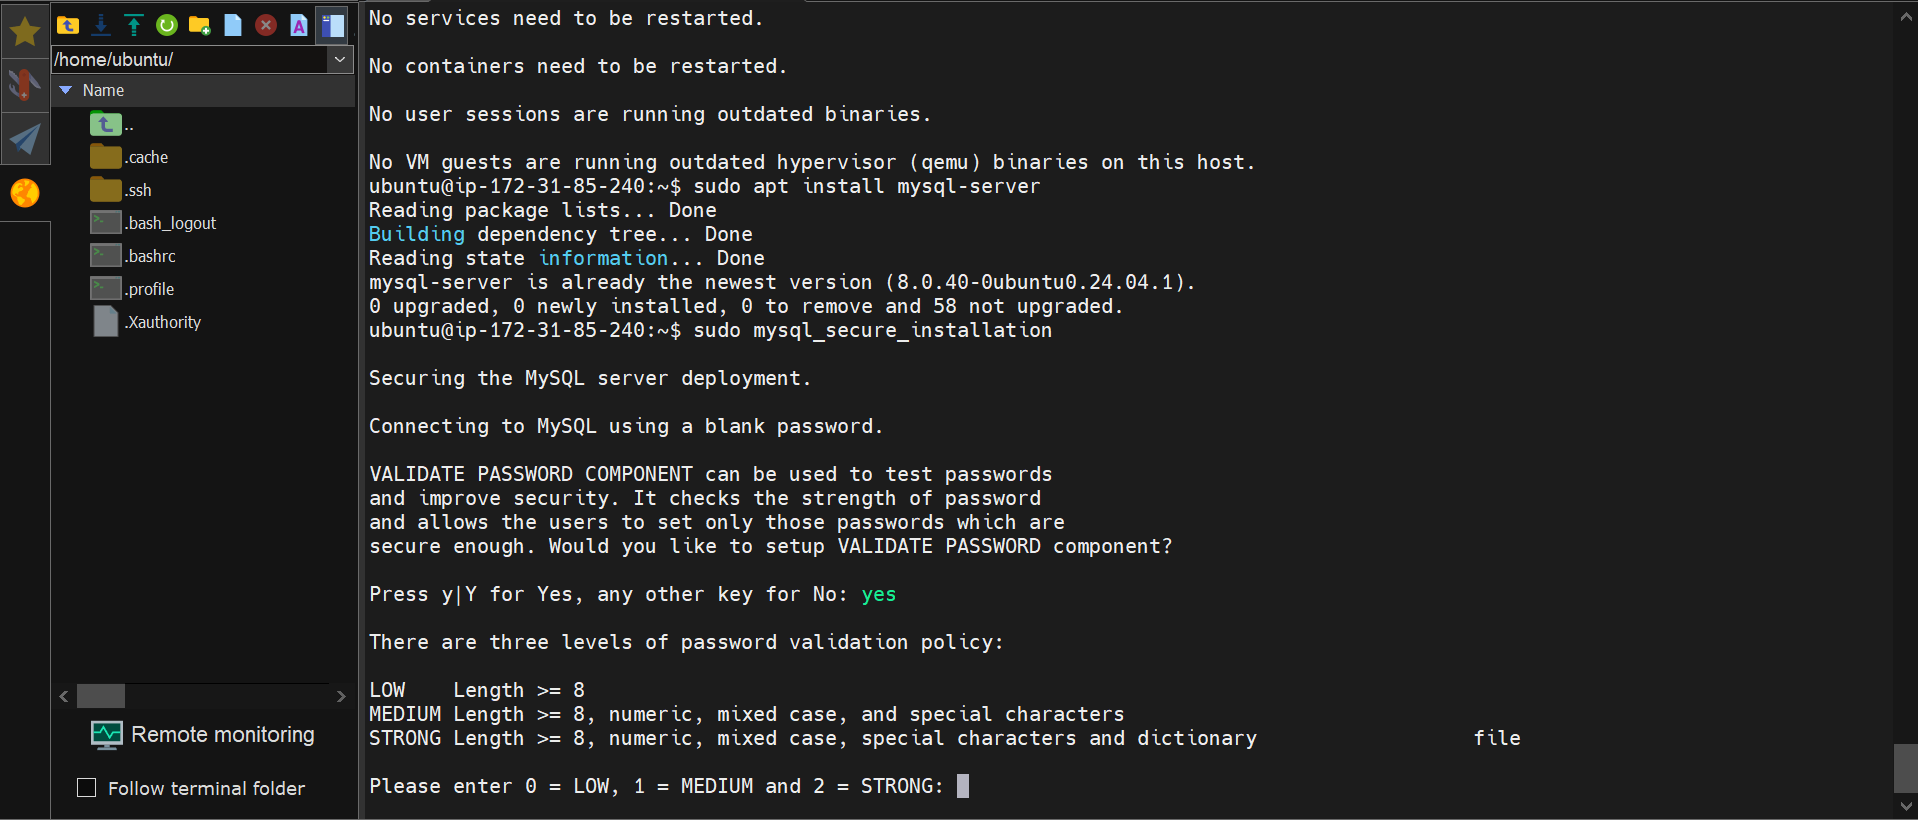 /home/ubuntu/
Name
..
.cache
.ssh
.bash_logout
.bashrc
.profile
.Xauthority
Remote monitoring
Follow terminal folder
No services need to be restarted.
No containers need to be restarted.
No user sessions are running outdated binaries.
No VM guests are running outdated hypervisor (qemu) binaries on this host.
ubuntu@ip-172-31-85-240:~$ sudo apt install mysql-server
Reading package lists... Done
Building dependency tree... Done
Reading state information... Done
mysql-server is already the newest version (8.0.40-0ubuntu0.24.04.1).
0 upgraded, 0 newly installed, 0 to remove and 58 not upgraded.
ubuntu@ip-172-31-85-240:~$ sudo mysql_secure_installation
Securing the MySQL server deployment.
Connecting to MySQL using a blank password.
VALIDATE PASSWORD COMPONENT can be used to test passwords
and improve security. It checks the strength of password
and allows the users to set only those passwords which are
secure enough. Would you like to setup VALIDATE PASSWORD component?
Press y|Y for Yes, any other key for No: yes
There are three levels of password validation policy:
LOW    Length >= 8
MEDIUM Length >= 8, numeric, mixed case, and special characters
STRONG Length >= 8, numeric, mixed case, special characters and dictionary                  file
Please enter 0 = LOW, 1 = MEDIUM and 2 = STRONG: